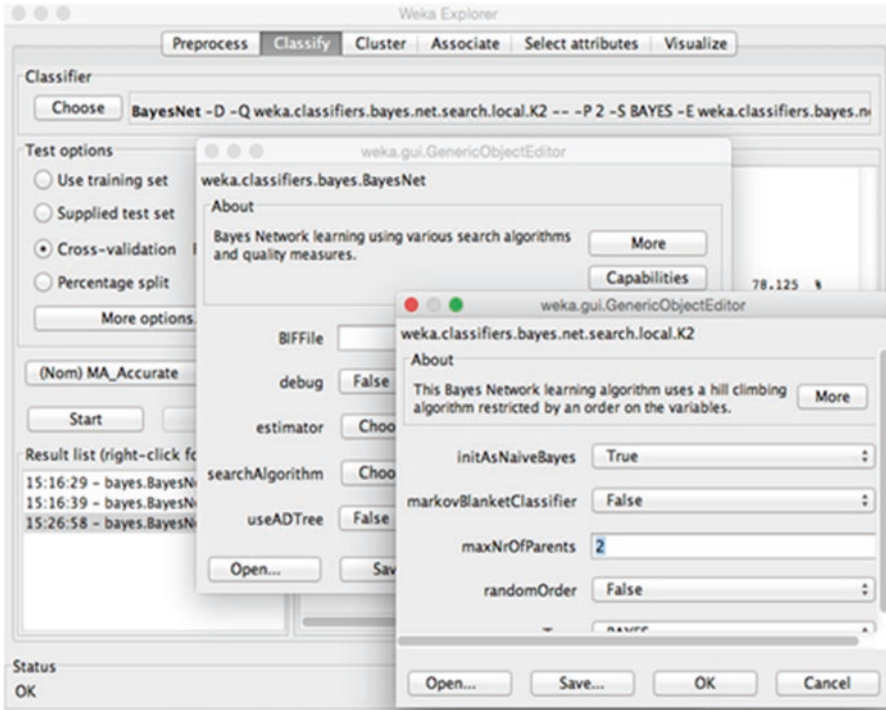 Weka Explorer
Preprocess Classify Cluster Associate Select attributes Visualize
Classifier
Choose BayesNet -D -Q weka.classifiers.bayes.net.search.local.K2 -- -P 2 -S BAYES -E weka.classifiers.bayes.n
Test options
Use training set
Supplied test set
Cross-validation
Percentage split
More options.
(Nom) MA_Accurate
Start
Result list (right-click fo
15:16:29 - bayes.BayesN
15:16:39 - bayes.BayesN
15:26:58 - bayes.BayesN
Status
OK
78.125 %
weka.gui.GenericObjectEditor
weka.classifiers.bayes.BayesNet
About
Bayes Network learning using various search algorithms
and quality measures.
More
Capabilities
BIFFile
debug False
estimator Choo
searchAlgorithm Choo
useADTree False
Open... Sav
weka.gui.GenericObjectEditor
weka.classifiers.bayes.net.search.local.K2
About
This Bayes Network learning algorithm uses a hill climbing
algorithm restricted by an order on the variables.
More
initAsNaiveBayes True
markovBlanketClassifier False
maxNrOfParents 2
randomOrder False
BAYES
Open... Save... OK Cancel